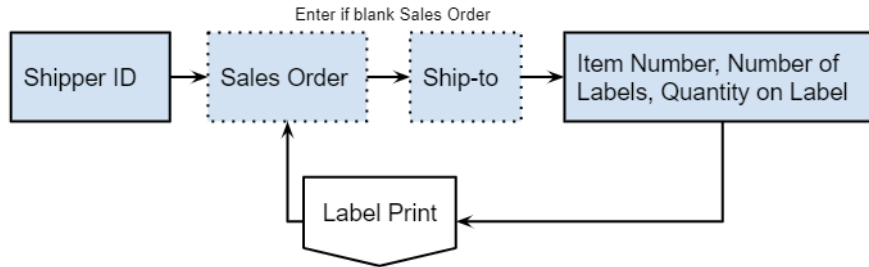 Enter if blank Sales Order
Shipper ID
Sales Order
Ship-to
Item Number, Number of
Labels, Quantity on Label
Label Print